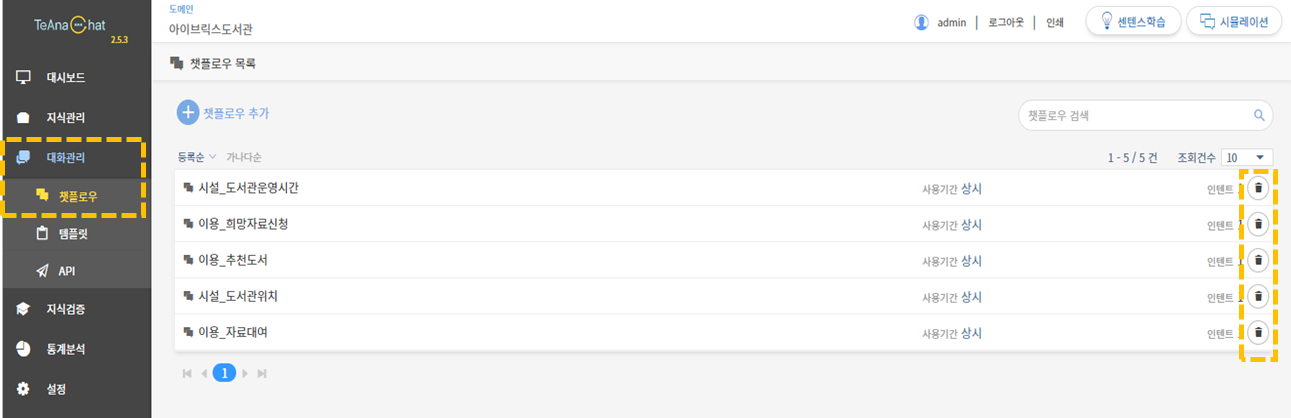 TeAna Chat
2.5.3
대시보드
지식관리
대화관리
챗플로우
템플릿
API
지식검증
통계분석
설정
도메인
아이브릭스도서관
admin
로그아웃
인쇄
센텐스학습
시뮬레이션
챗플로우 목록
챗플로우 추가
챗플로우 검색
등록순 가나다순
1 - 5 / 5 건 조회건수 10
시설_도서관운영시간 사용기간 상시 인텐트
이용_희망자료신청 사용기간 상시 인텐트
이용_추천도서 사용기간 상시 인텐트
시설_도서관위치 사용기간 상시 인텐트
이용_자료대여 사용기간 상시 인텐트
1